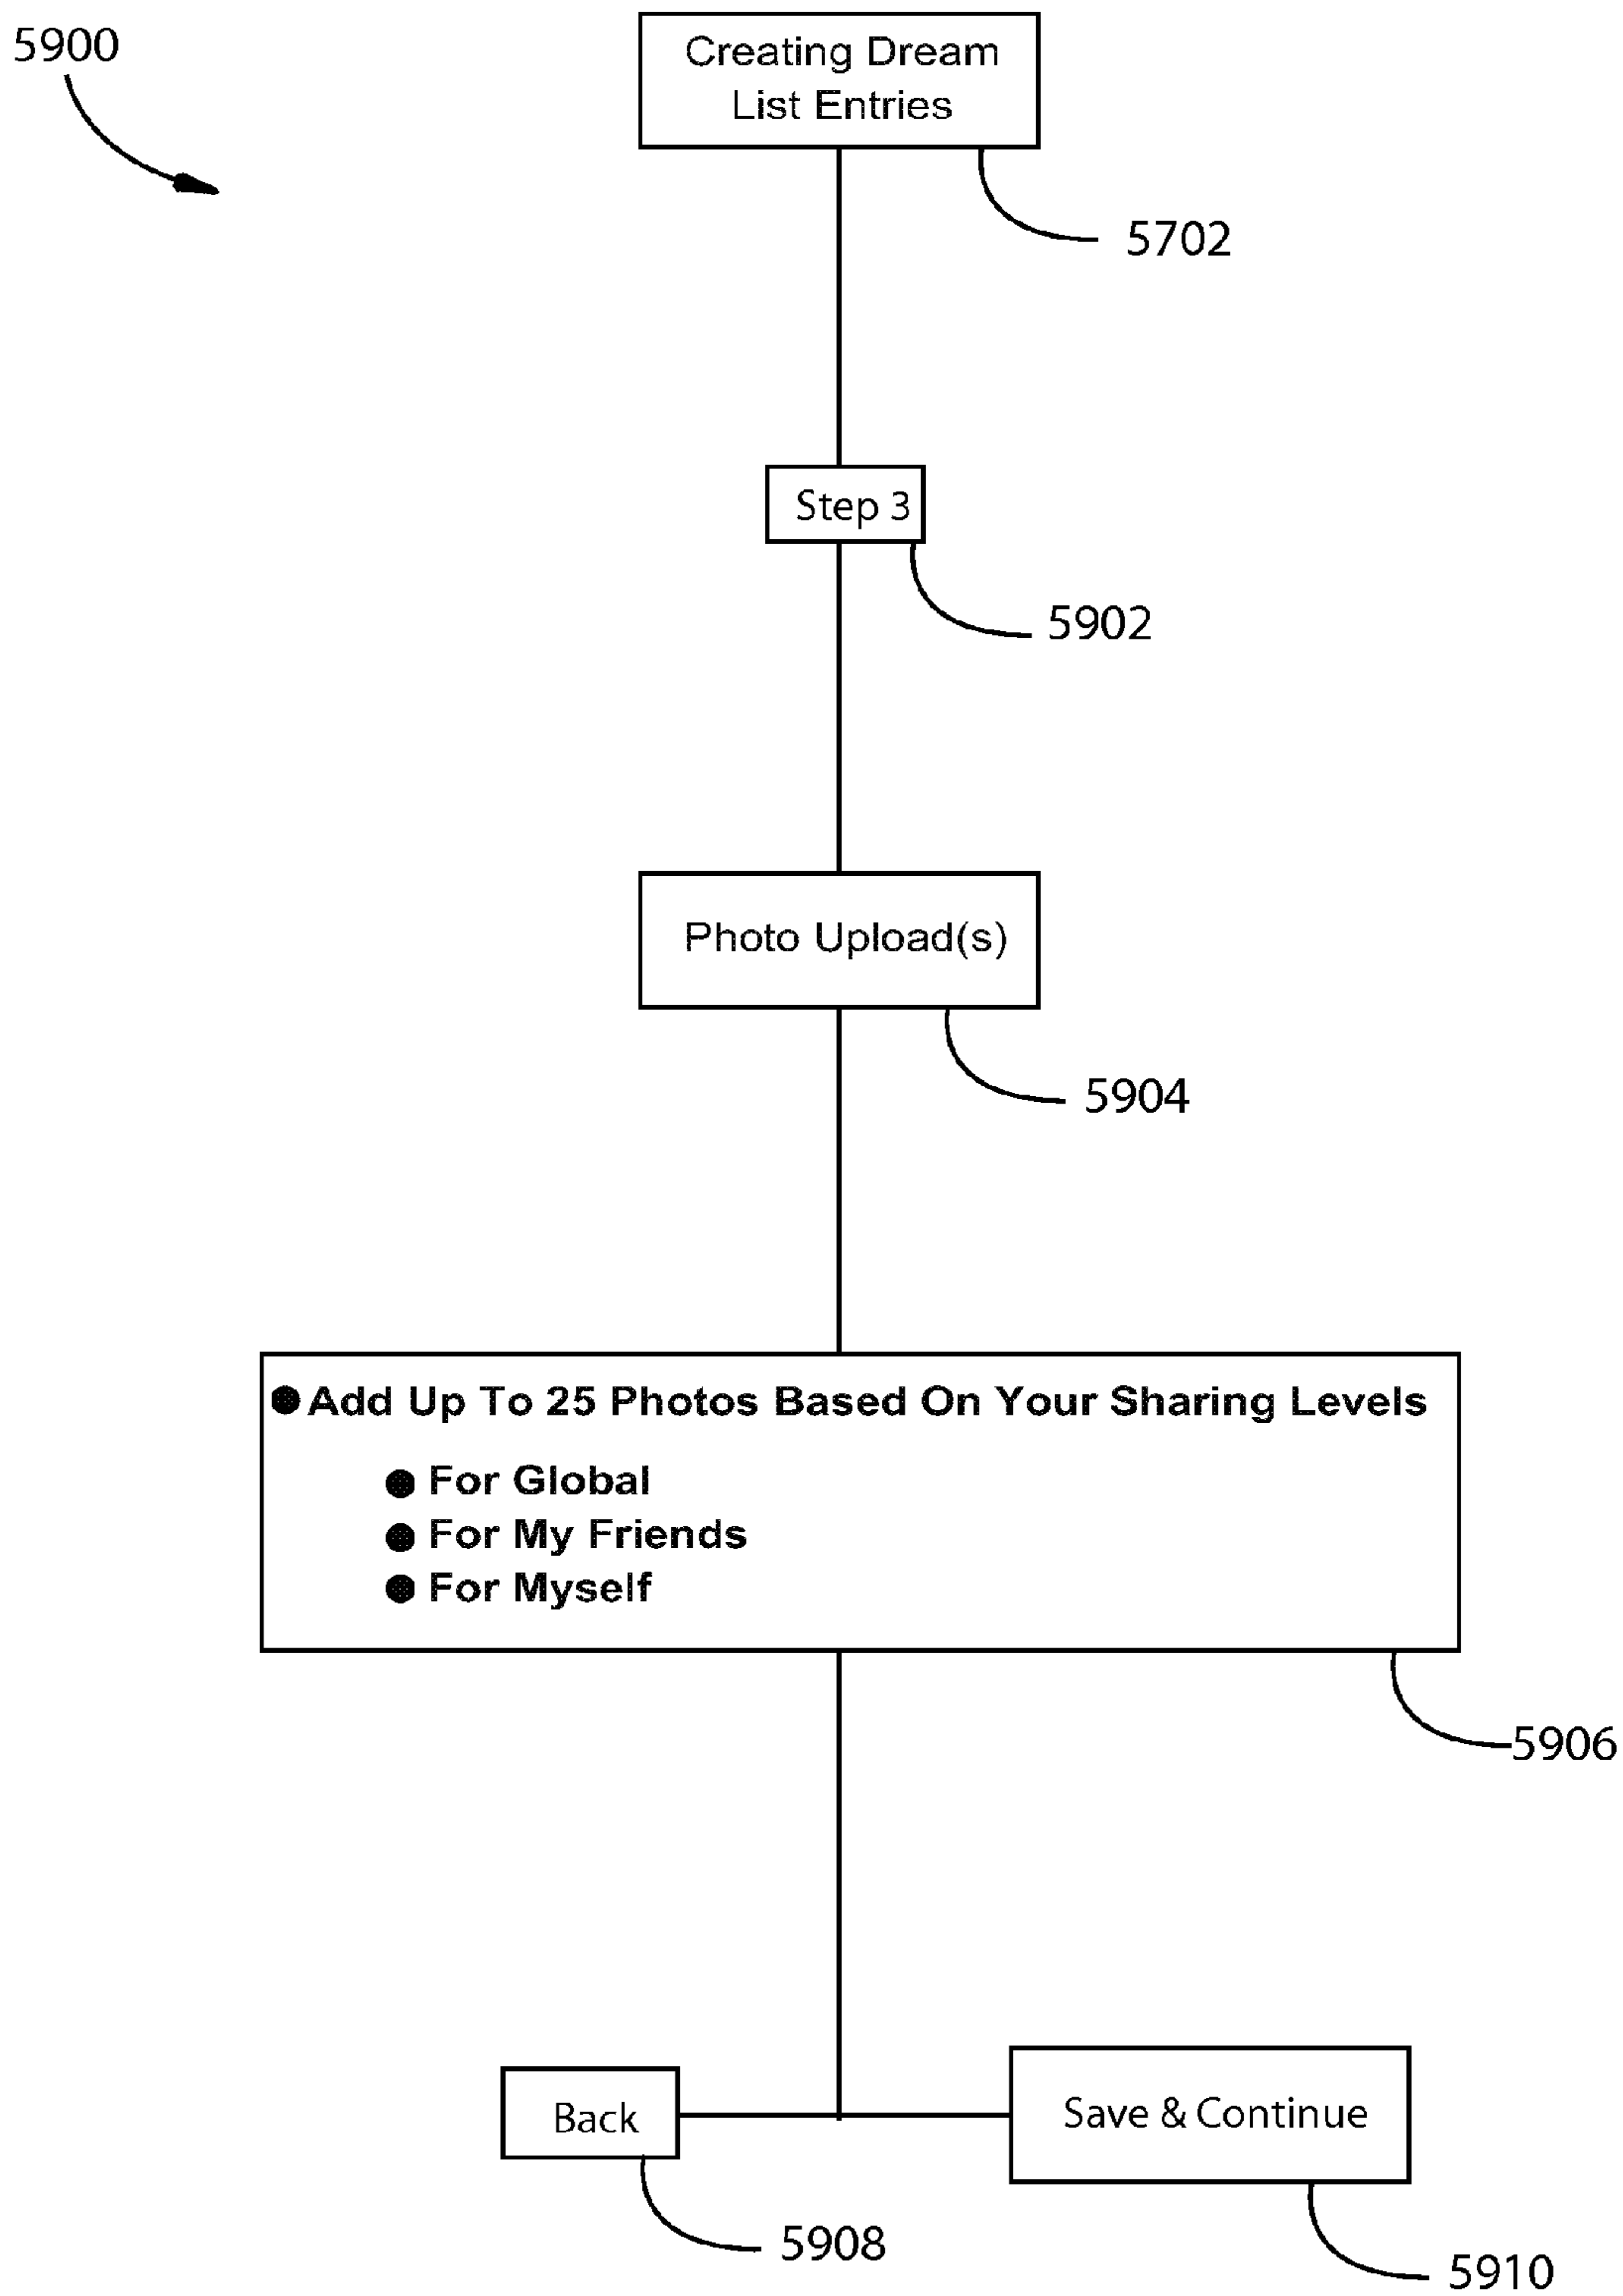 5900
Creating Dream
List Entries
5702
Step 3
5902
Photo Upload(s)
5904
● Add Up To 25 Photos Based On Your Sharing Levels
● For Global
● For My Friends
● For Myself
5906
Back
Save & Continue
5908
5910